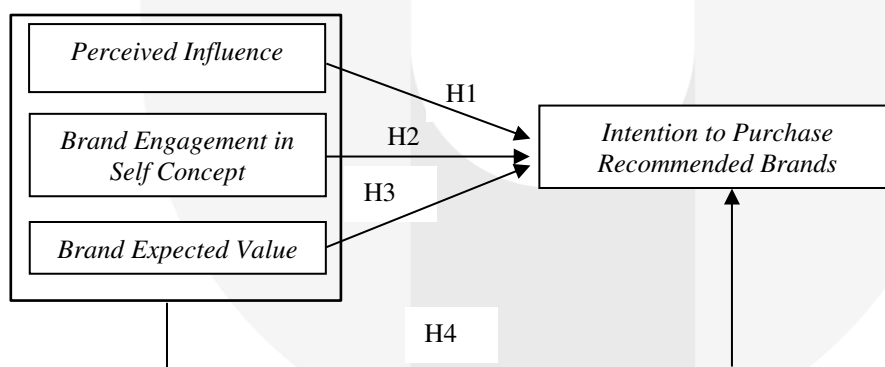 Perceived Influence
H1
Brand Engagement in
Self Concept
H2
Intention to Purchase
Recommended Brands
H3
Brand Expected Value
H4